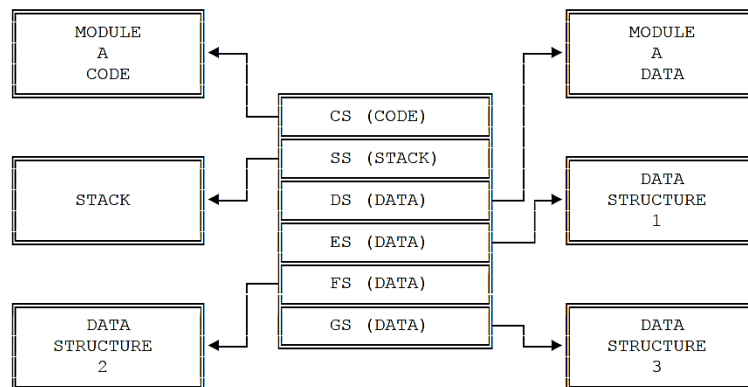 MODULE
A
CODE
MODULE
A
DATA
CS (CODE)
SS (STACK)
DS (DATA)
ES (DATA)
FS (DATA)
GS (DATA)
STACK
DATA
STRUCTURE
1
DATA
STRUCTURE
2
DATA
STRUCTURE
3